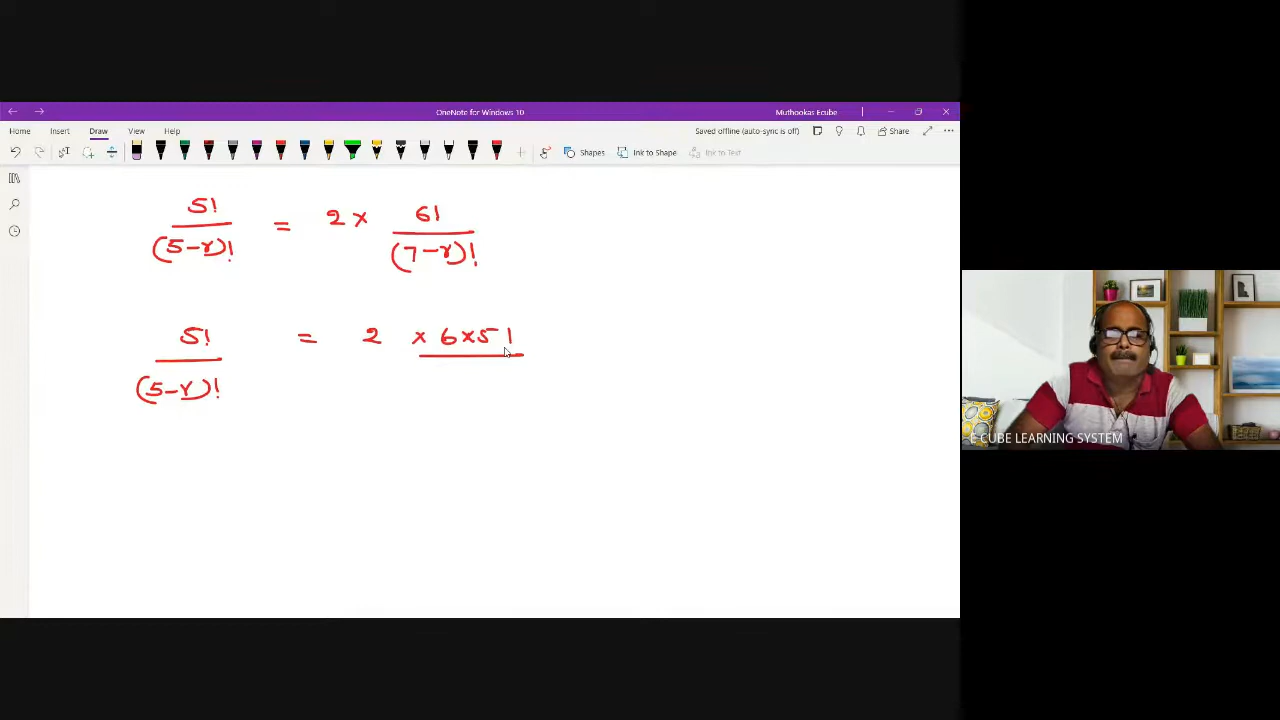 OneNote for Windows 10
Muthookas Ecube
Home Insert Draw View Help
Saved offline (auto-sync is off)
Share
Shapes
Ink to Shape
Ink to Text
5! / (5-r)! = 2 × 6! / (7-r)!
5! / (5-r)! = 2 × 6×5!
E CUBE LEARNING SYSTEM